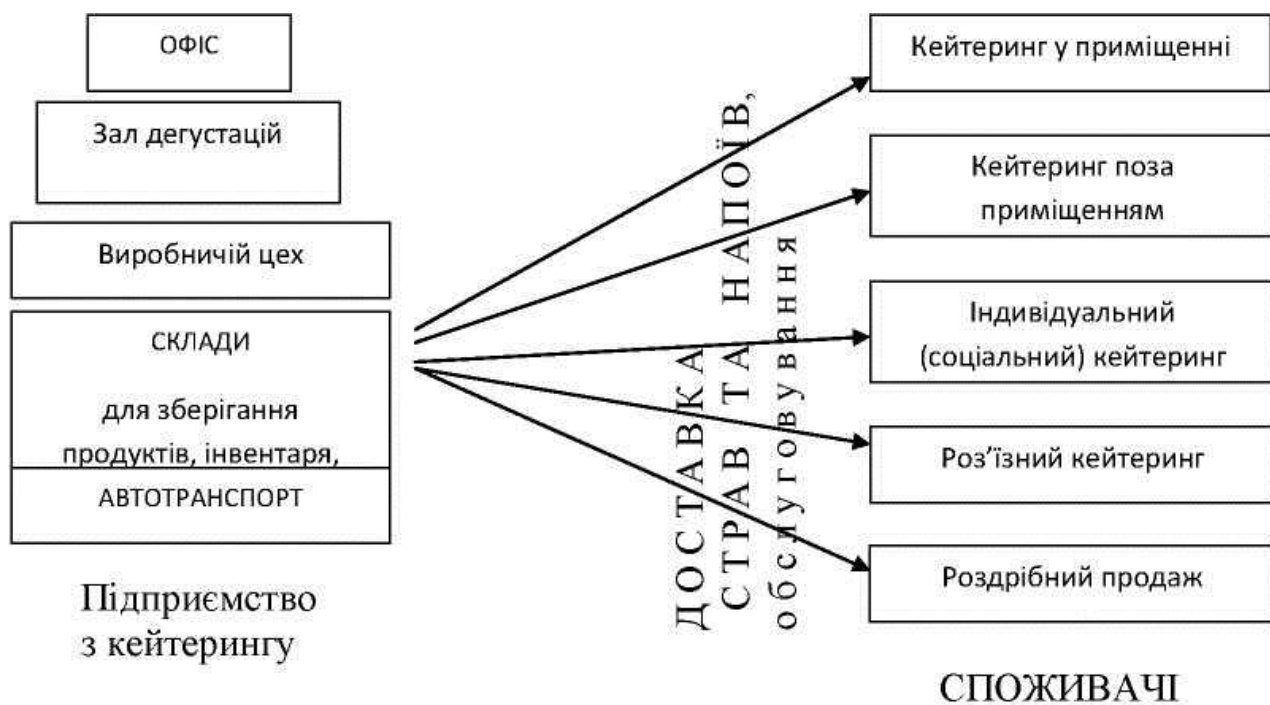 ОФІС
Зал дегустацій
Виробничій цех
СКЛАДИ
для зберігання
продуктів, інвентаря,
АВТОТРАНСПОРТ
Підприємство
з кейтерингу
ДОСТАВКА
СТРАВ ТА НАПОЇВ,
обслуговування
Кейтеринг у приміщенні
Кейтеринг поза
приміщенням
Індивідуальний
(соціальний) кейтеринг
Роз’їзний кейтеринг
Роздрібний продаж
СПОЖИВАЧІ